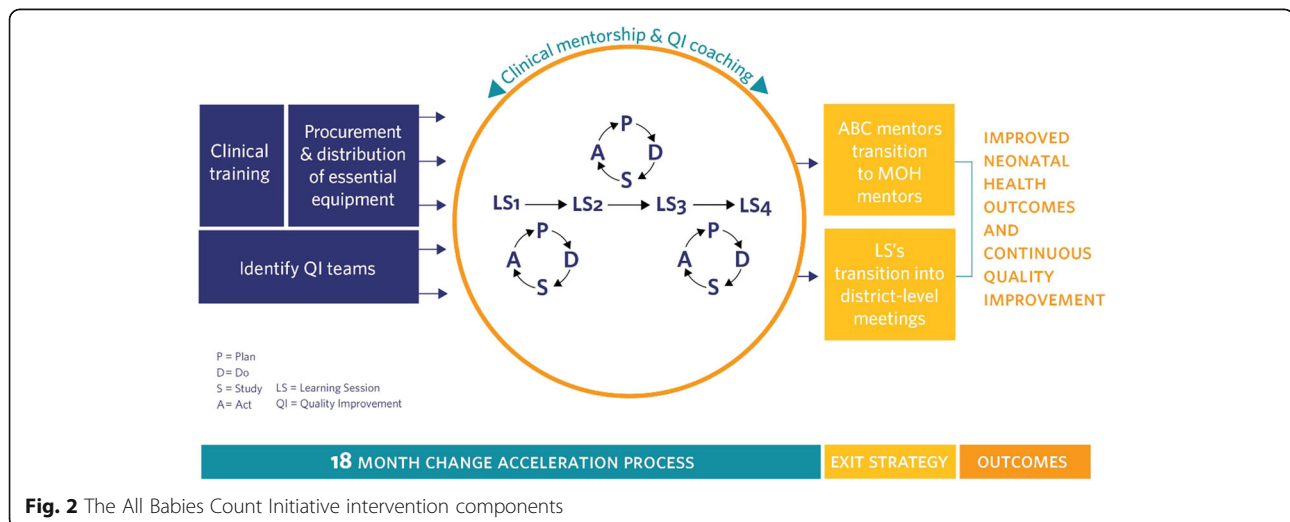 Clinical mentorship & QI coaching
Clinical
training
Procurement
& distribution
of essential
equipment
Identify QI teams
P
A D
S
LS1 LS2 LS3 LS4
P
A D
S
P
A D
S
ABC mentors
transition
to MOH
mentors
LS's
transition into
district-level
meetings
IMPROVED
NEONATAL
HEALTH
OUTCOMES
AND
CONTINUOUS
QUALITY
IMPROVEMENT
P = Plan
D = Do
S = Study LS = Learning Session
A = Act QI = Quality Improvement
18 MONTH CHANGE ACCELERATION PROCESS
EXIT STRATEGY
OUTCOMES
Fig. 2 The All Babies Count Initiative intervention components